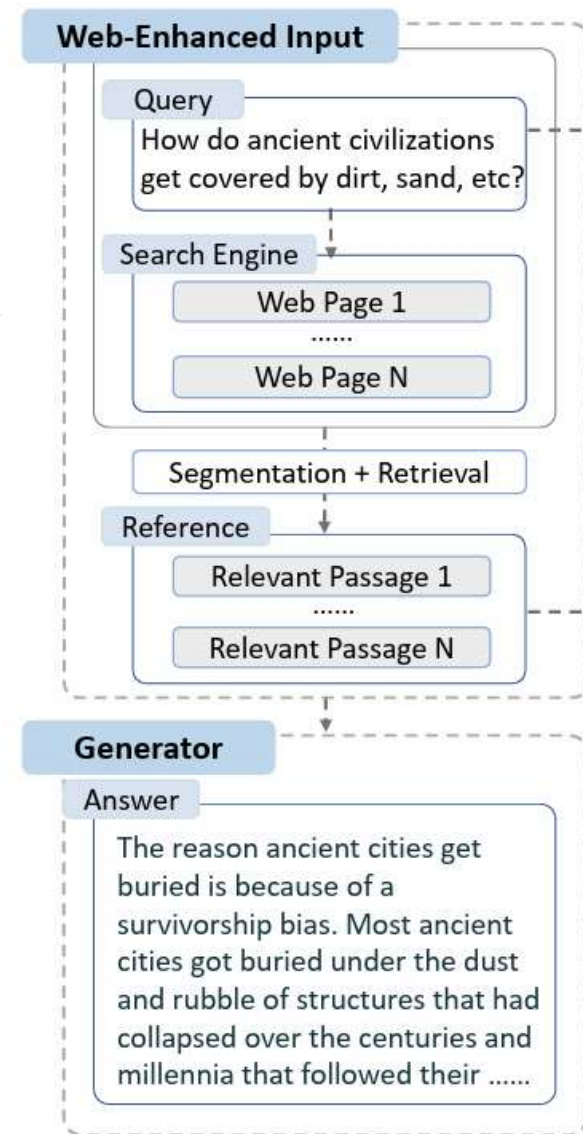 Web-Enhanced Input
Query
How do ancient civilizations
get covered by dirt, sand, etc?
Search Engine
Web Page 1
......
Web Page N
Segmentation + Retrieval
Reference
Relevant Passage 1
......
Relevant Passage N
Generator
Answer
The reason ancient cities get
buried is because of a
survivorship bias. Most ancient
cities got buried under the dust
and rubble of structures that had
collapsed over the centuries and
millennia that followed their ......